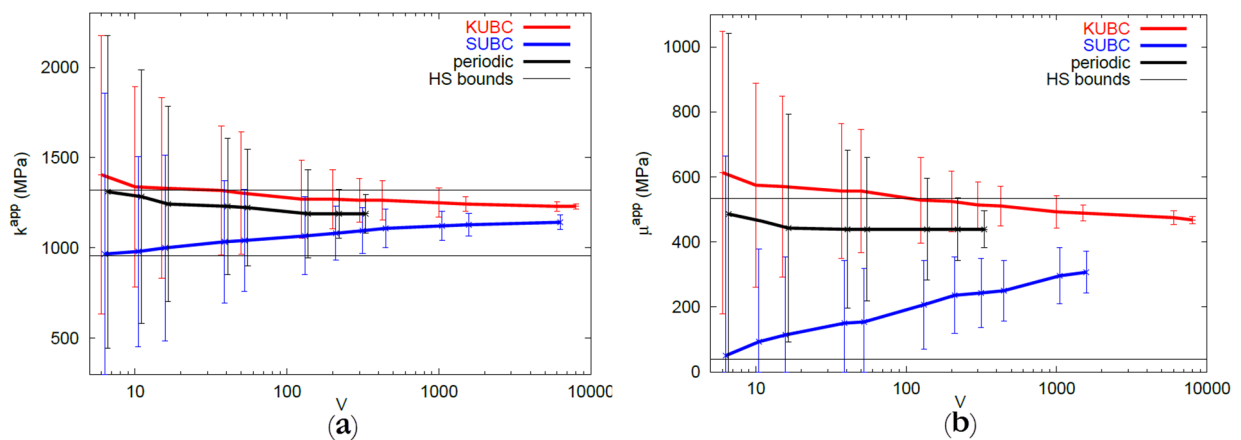 KUBC
SUBC
periodic
HS bounds
2000
1500
1000
500
k^app (MPa)
10
100
1000
10000
V
(a)
KUBC
SUBC
periodic
HS bounds
1000
800
600
400
200
0
μ^app (MPa)
10
100
1000
10000
V
(b)